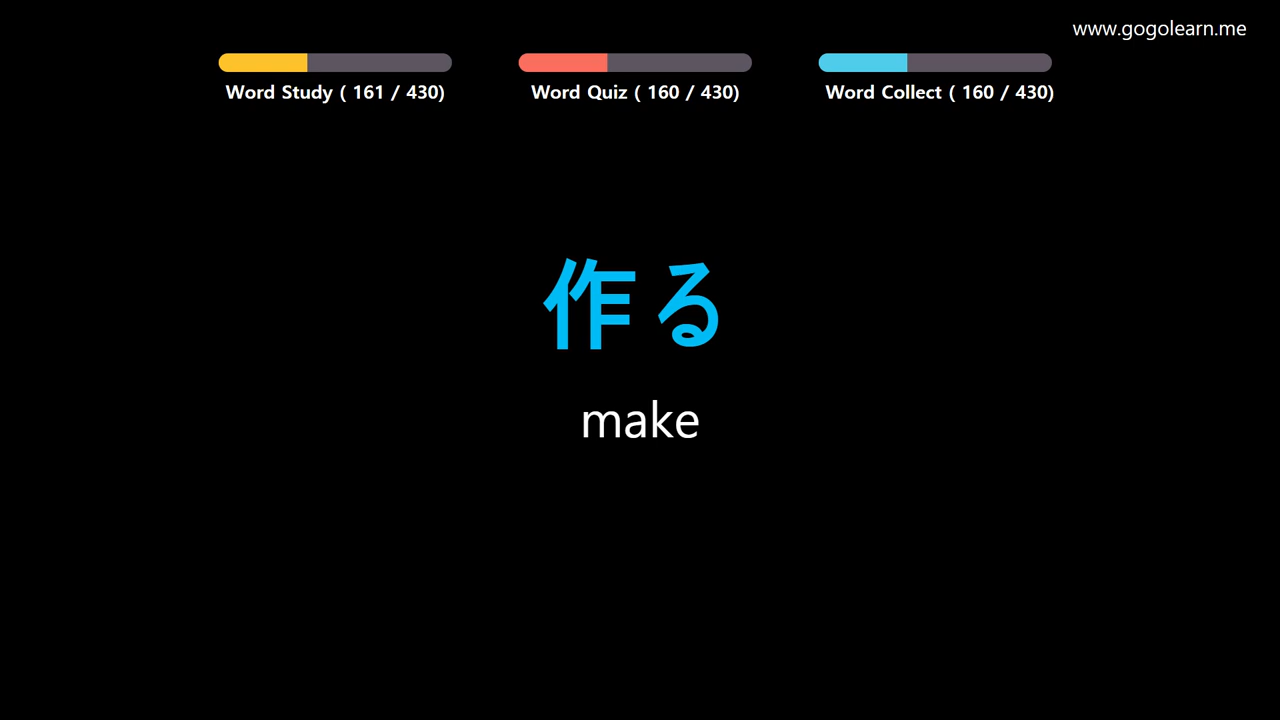 www.gogolearn.me
Word Study ( 161 / 430)
Word Quiz ( 160 / 430)
Word Collect ( 160 / 430)
作る
make